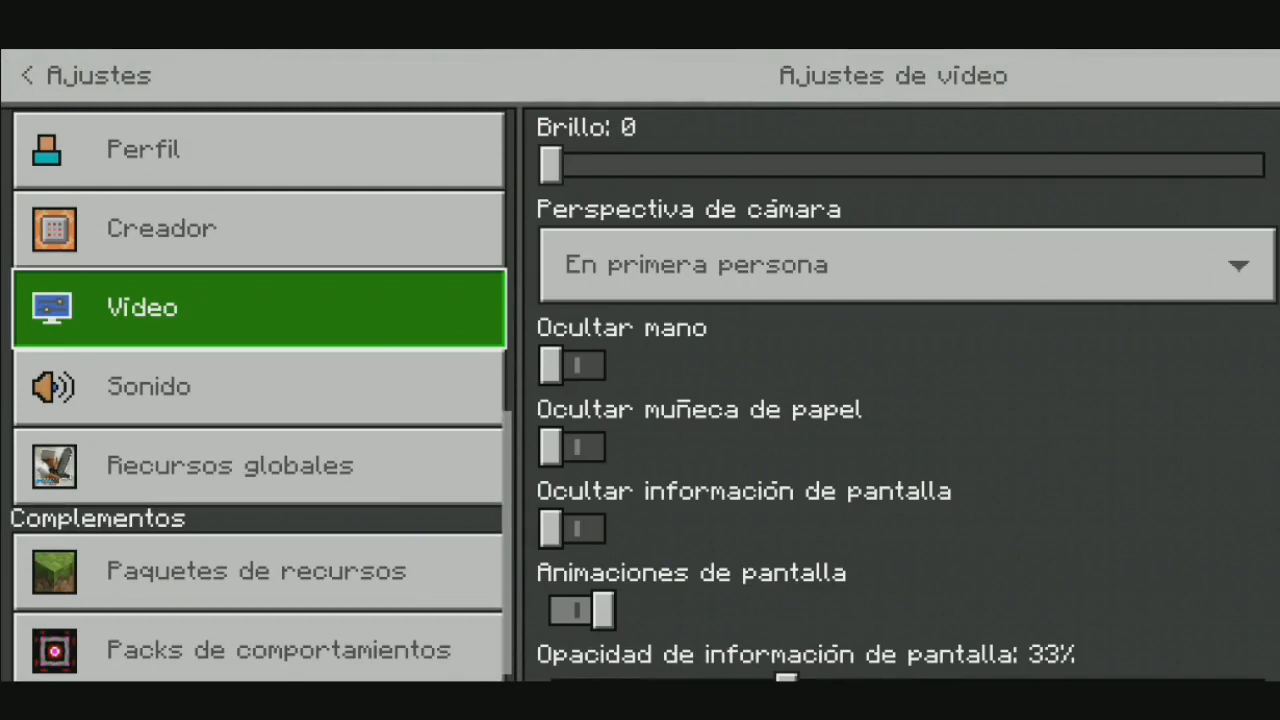 Ajustes
Ajustes de vídeo
Perfil
Creador
Vídeo
Sonido
Recursos globales
Complementos
Paquetes de recursos
Packs de comportamientos
Brillo: 0
Perspectiva de cámara
En primera persona
Ocultar mano
Ocultar muñeca de papel
Ocultar información de pantalla
Animaciones de pantalla
Opacidad de información de pantalla: 33%